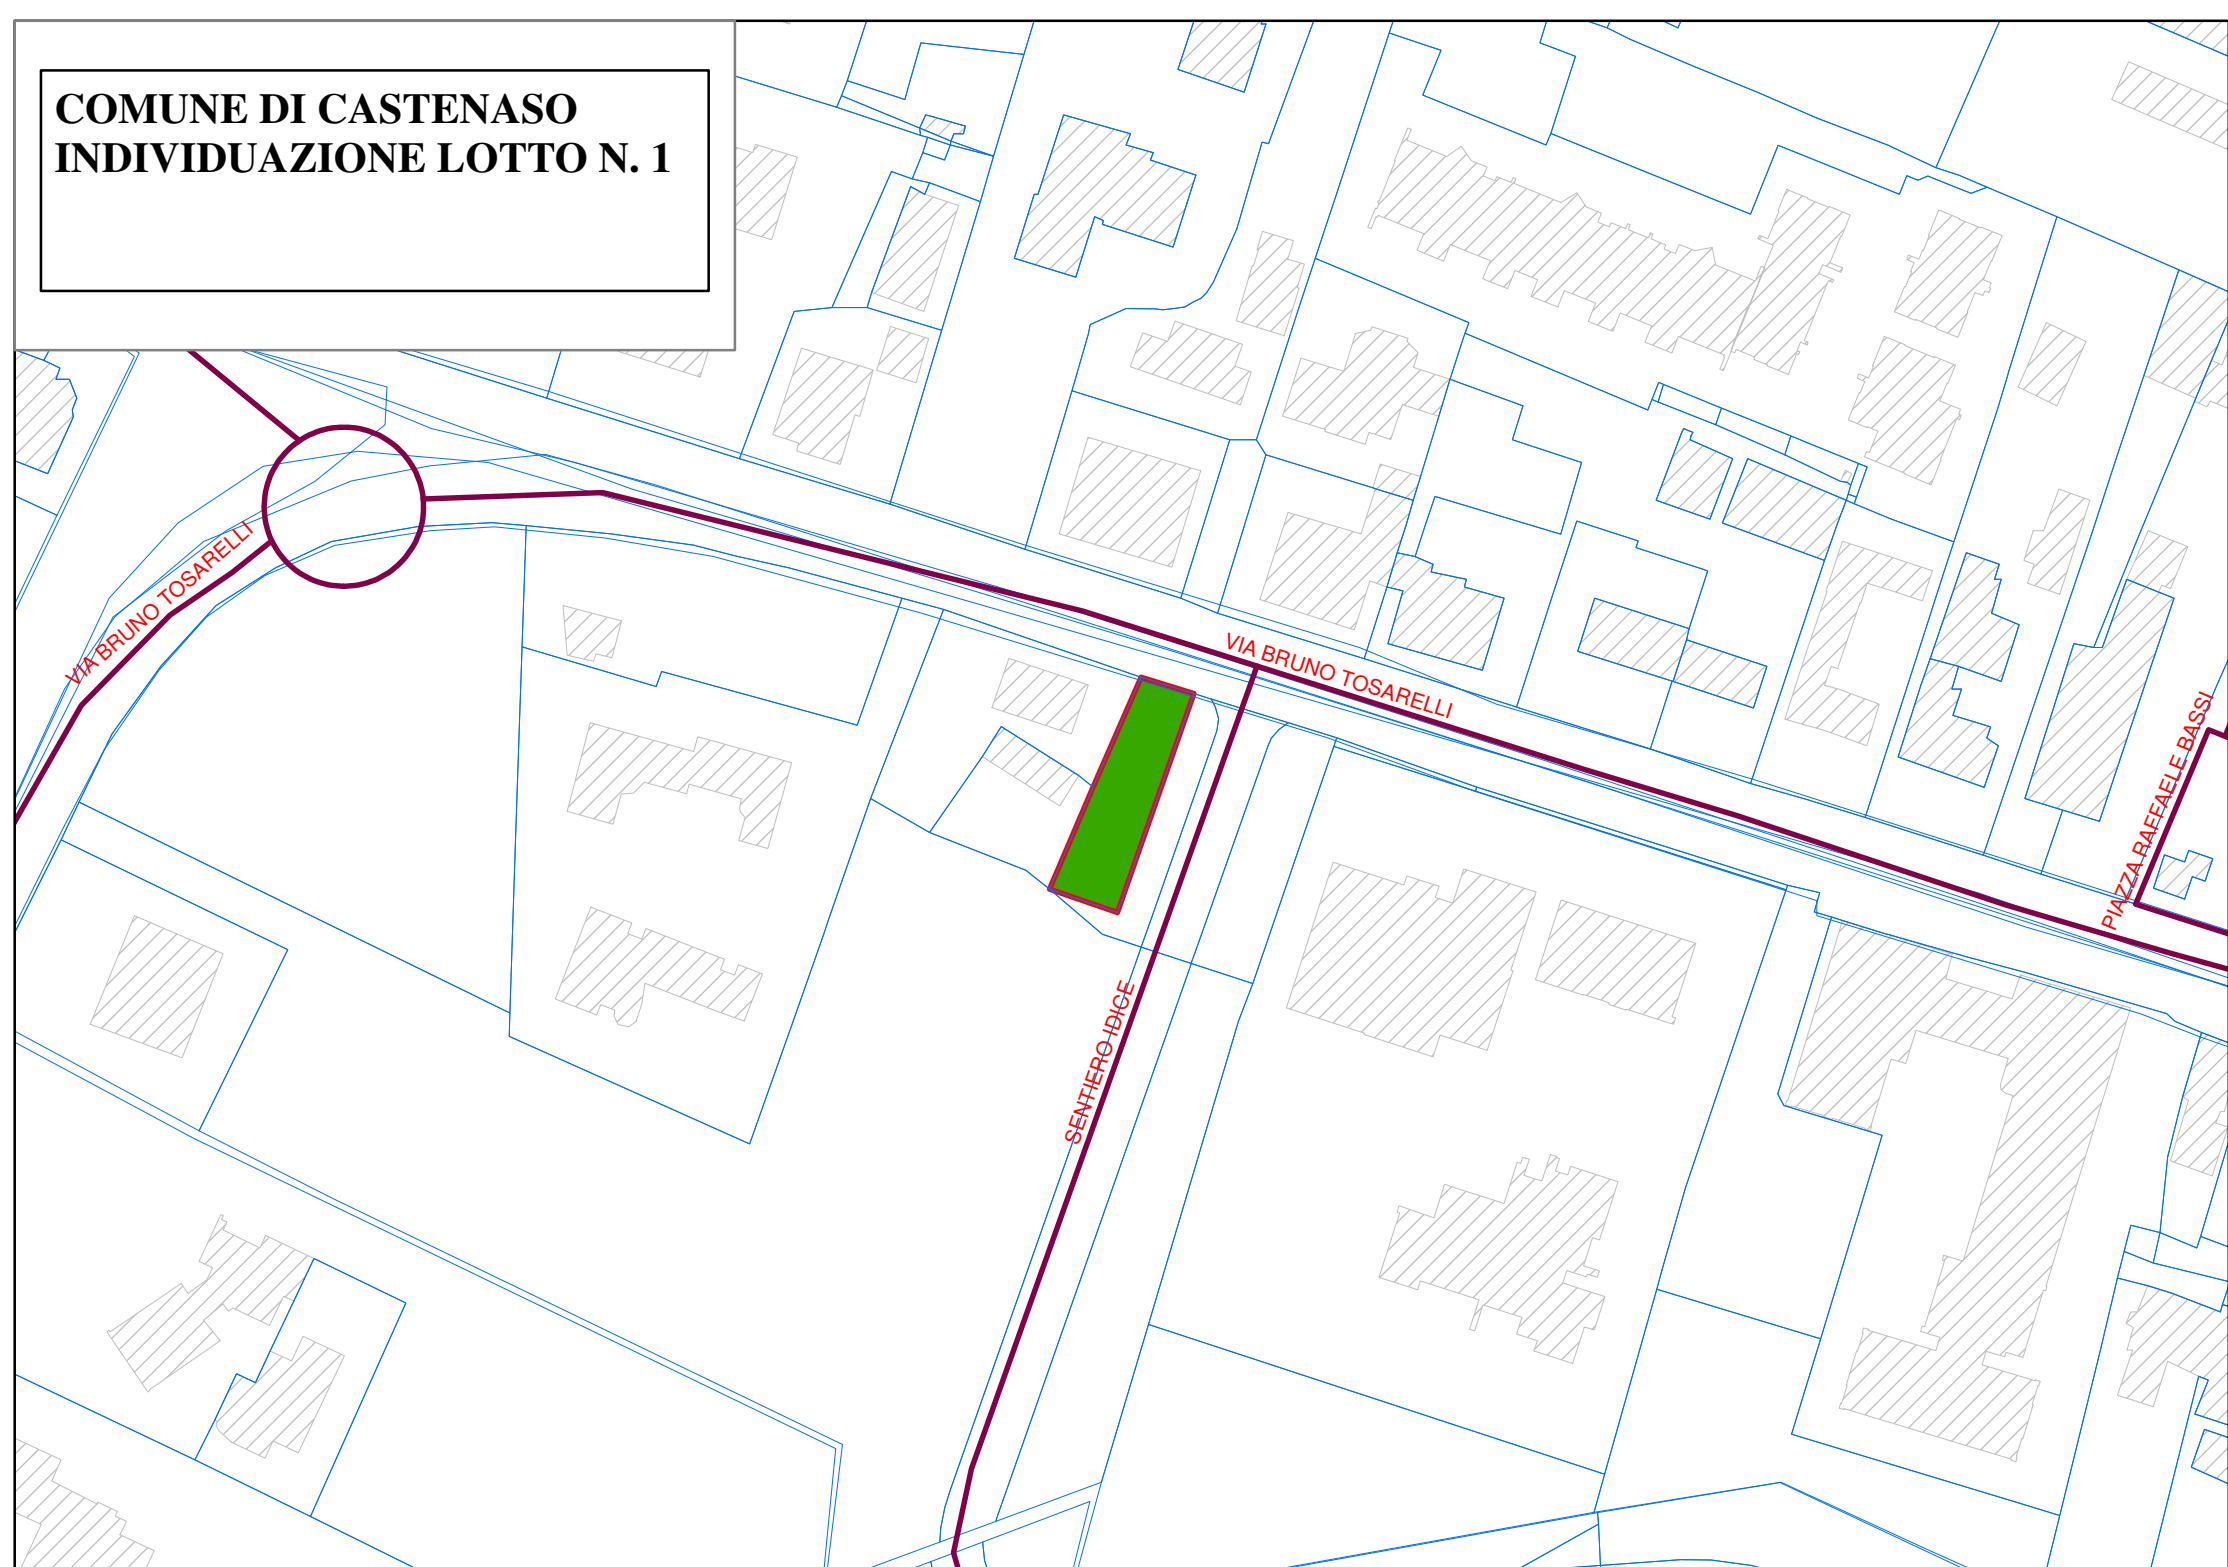 COMUNE DI CASTENASO
INDIVIDUAZIONE LOTTO N. 1
VIA BRUNO TOSARELLI
VIA BRUNO TOSARELLI
PIAZZA RAFFAELE BASSI
SENTIERO IDICE